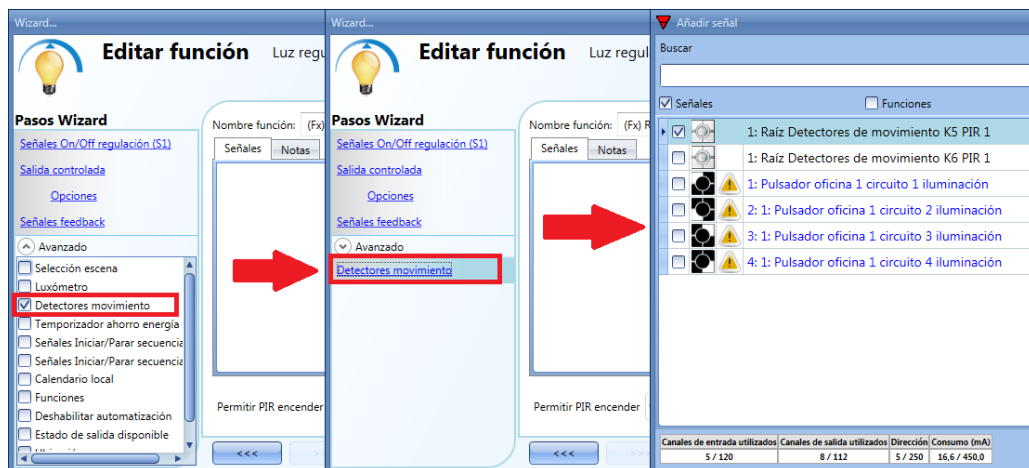 Wizard...
Editar función Luz regu
Pasos Wizard
Señales On/Off regulación (S1)
Salida controlada
Opciones
Señales feedback
Avanzado
Selección escena
Luxómetro
Detectores movimiento
Temporizador ahorro energía
Señales Iniciar/Parar secuencia
Señales Iniciar/Parar secuencia
Calendario local
Funciones
Deshabilitar automatización
Estado de salida disponible
Nombre función: (Fx)
Señales Notas
Permitir PIR encender
<<<
Wizard...
Editar función Luz regul
Pasos Wizard
Señales On/Off regulación (S1)
Salida controlada
Opciones
Señales feedback
Avanzado
Detectores movimiento
Nombre función: (Fx) R
Señales Notas
Permitir PIR encender
<<<
Añadir señal
Buscar
Señales Funciones
1: Raíz Detectores de movimiento K5 PIR 1
1: Raíz Detectores de movimiento K6 PIR 1
1: Pulsador oficina 1 circuito 1 iluminación
2: 1: Pulsador oficina 1 circuito 2 iluminación
3: 1: Pulsador oficina 1 circuito 3 iluminación
4: 1: Pulsador oficina 1 circuito 4 iluminación
Canales de entrada utilizados Canales de salida utilizados Dirección Consumo (mA)
5 / 120 8 / 112 5 / 250 16,6 / 450,0